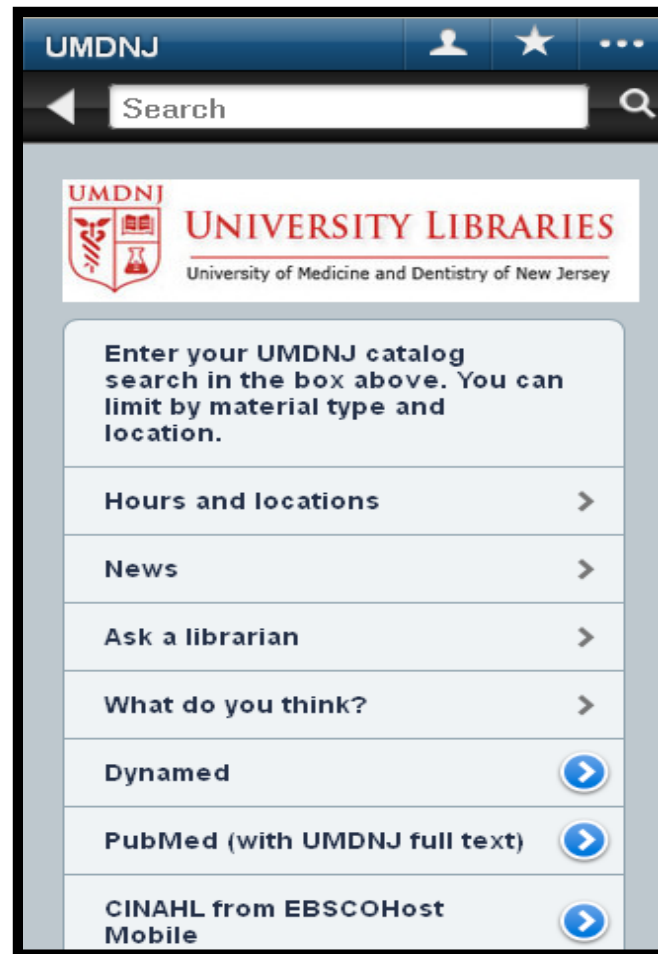 UMDNJ
Search
UMDNJ
UNIVERSITY LIBRARIES
University of Medicine and Dentistry of New Jersey
Enter your UMDNJ catalog
search in the box above. You can
limit by material type and
location.
Hours and locations
News
Ask a librarian
What do you think?
Dynamed
PubMed (with UMDNJ full text)
CINAHL from EBSCOHost
Mobile